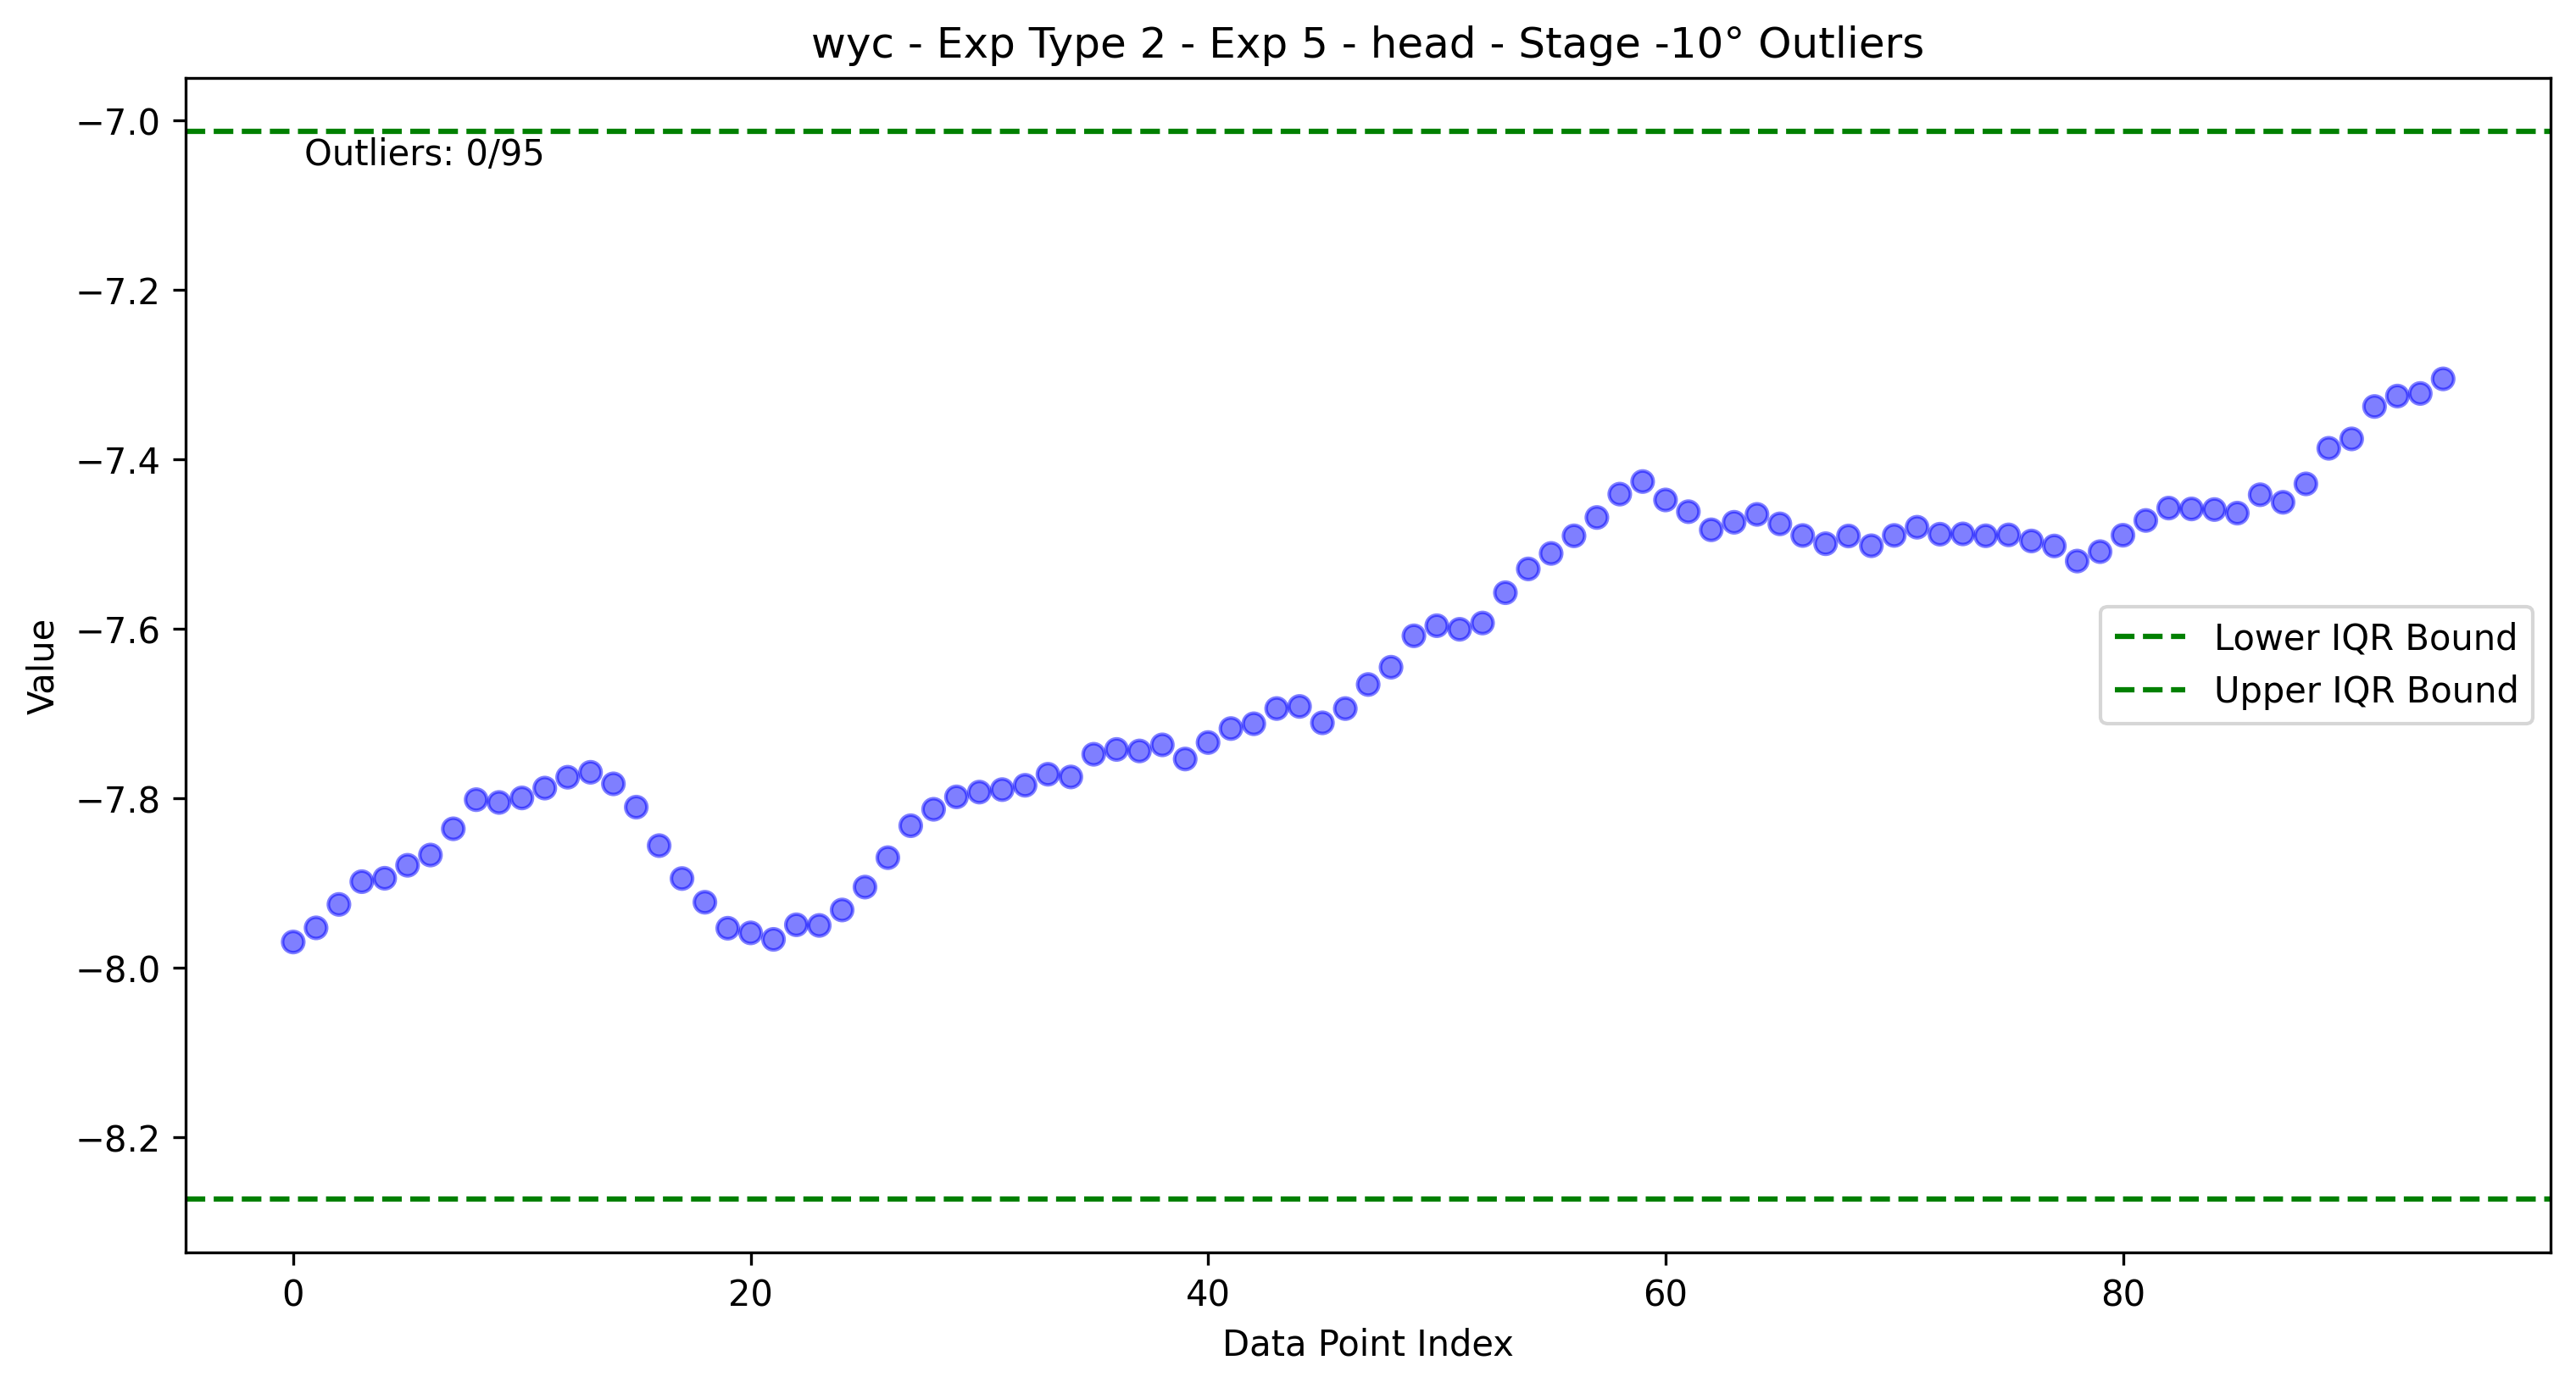 wyc - Exp Type 2 - Exp 5 - head - Stage -10° Outliers
−7.0
Outliers: 0/95
−7.2
−7.4
−7.6
−7.8
−8.0
−8.2
Value
Lower IQR Bound
Upper IQR Bound
0 20 40 60 80
Data Point Index